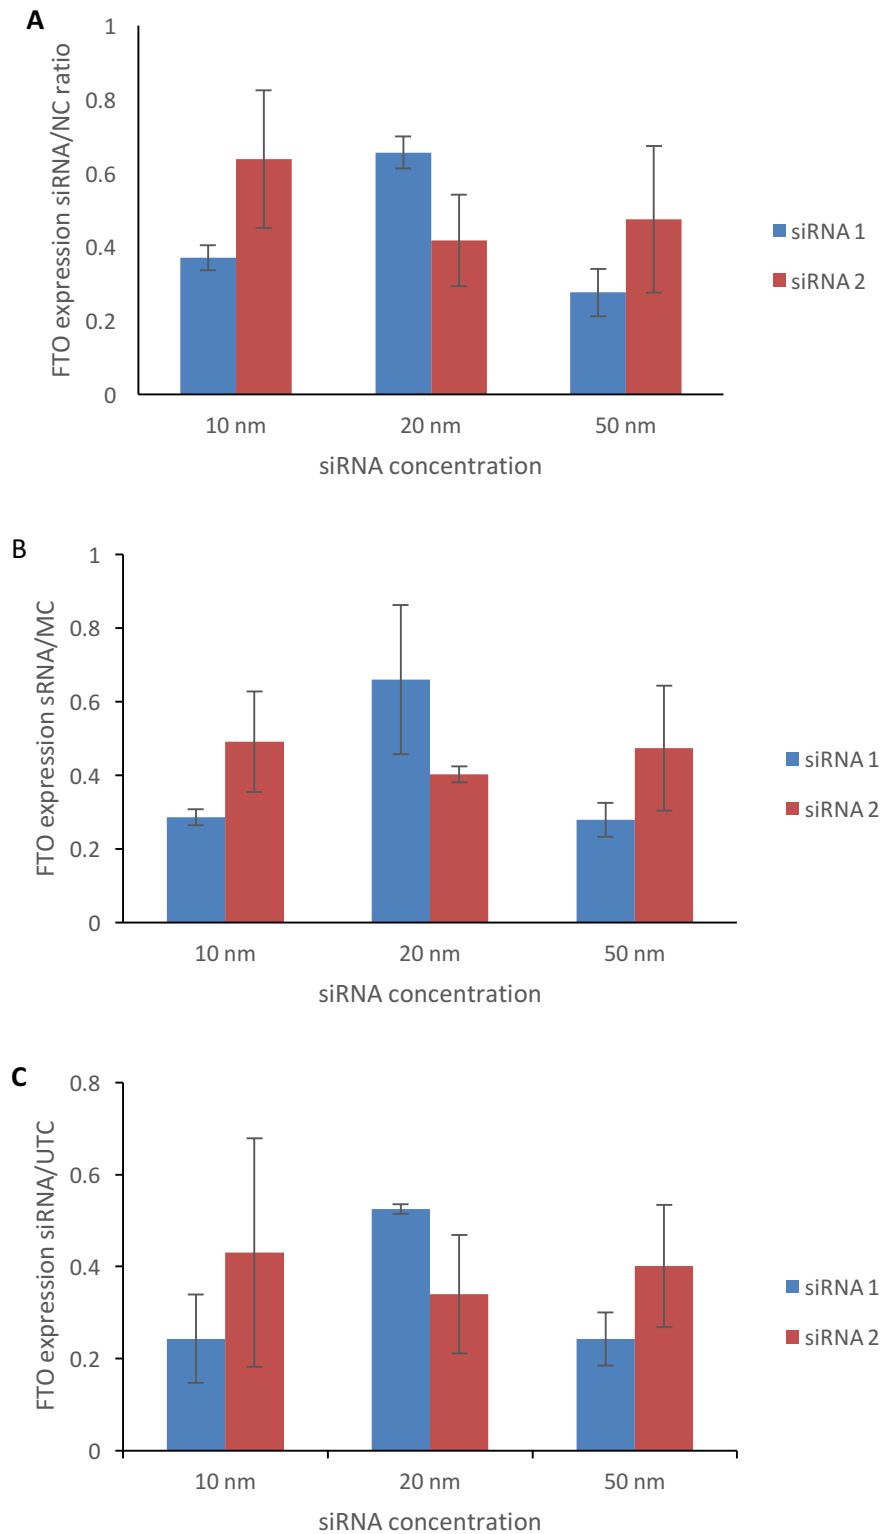 A
FTO expression siRNA/NC ratio
1
0.8
0.6
0.4
0.2
0
10 nm 20 nm 50 nm
siRNA concentration
siRNA 1
siRNA 2
B
FTO expression sRNA/MC
1
0.8
0.6
0.4
0.2
0
10 nm 20 nm 50 nm
siRNA concentration
siRNA 1
siRNA 2
C
FTO expression siRNA/UTC
0.8
0.6
0.4
0.2
0
10 nm 20 nm 50 nm
siRNA concentration
siRNA 1
siRNA 2